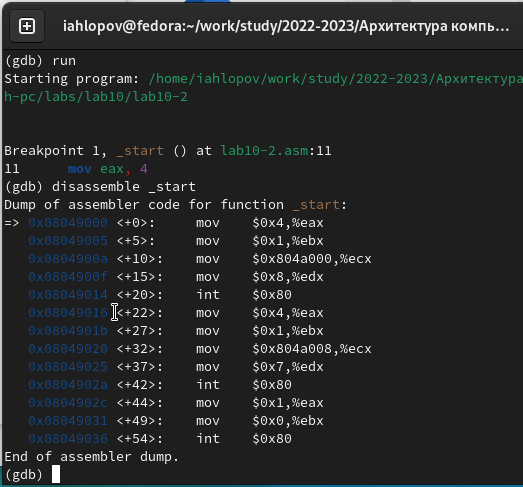 iahlopov@fedora:~/work/study/2022-2023/Архитектура компь...
(gdb) run
Starting program: /home/iahlopov/work/study/2022-2023/Архитектура
h-pc/labs/lab10/lab10-2
Breakpoint 1, _start () at lab10-2.asm:11
11      mov eax, 4
(gdb) disassemble _start
Dump of assembler code for function _start:
=> 0x08049000 <+0>:     mov    $0x4,%eax
   0x08049005 <+5>:     mov    $0x1,%ebx
   0x0804900a <+10>:    mov    $0x804a000,%ecx
   0x0804900f <+15>:    mov    $0x8,%edx
   0x08049014 <+20>:    int    $0x80
   0x08049016 <+22>:    mov    $0x4,%eax
   0x0804901b <+27>:    mov    $0x1,%ebx
   0x08049020 <+32>:    mov    $0x804a008,%ecx
   0x08049025 <+37>:    mov    $0x7,%edx
   0x0804902a <+42>:    int    $0x80
   0x0804902c <+44>:    mov    $0x1,%eax
   0x08049031 <+49>:    mov    $0x0,%ebx
   0x08049036 <+54>:    int    $0x80
End of assembler dump.
(gdb)